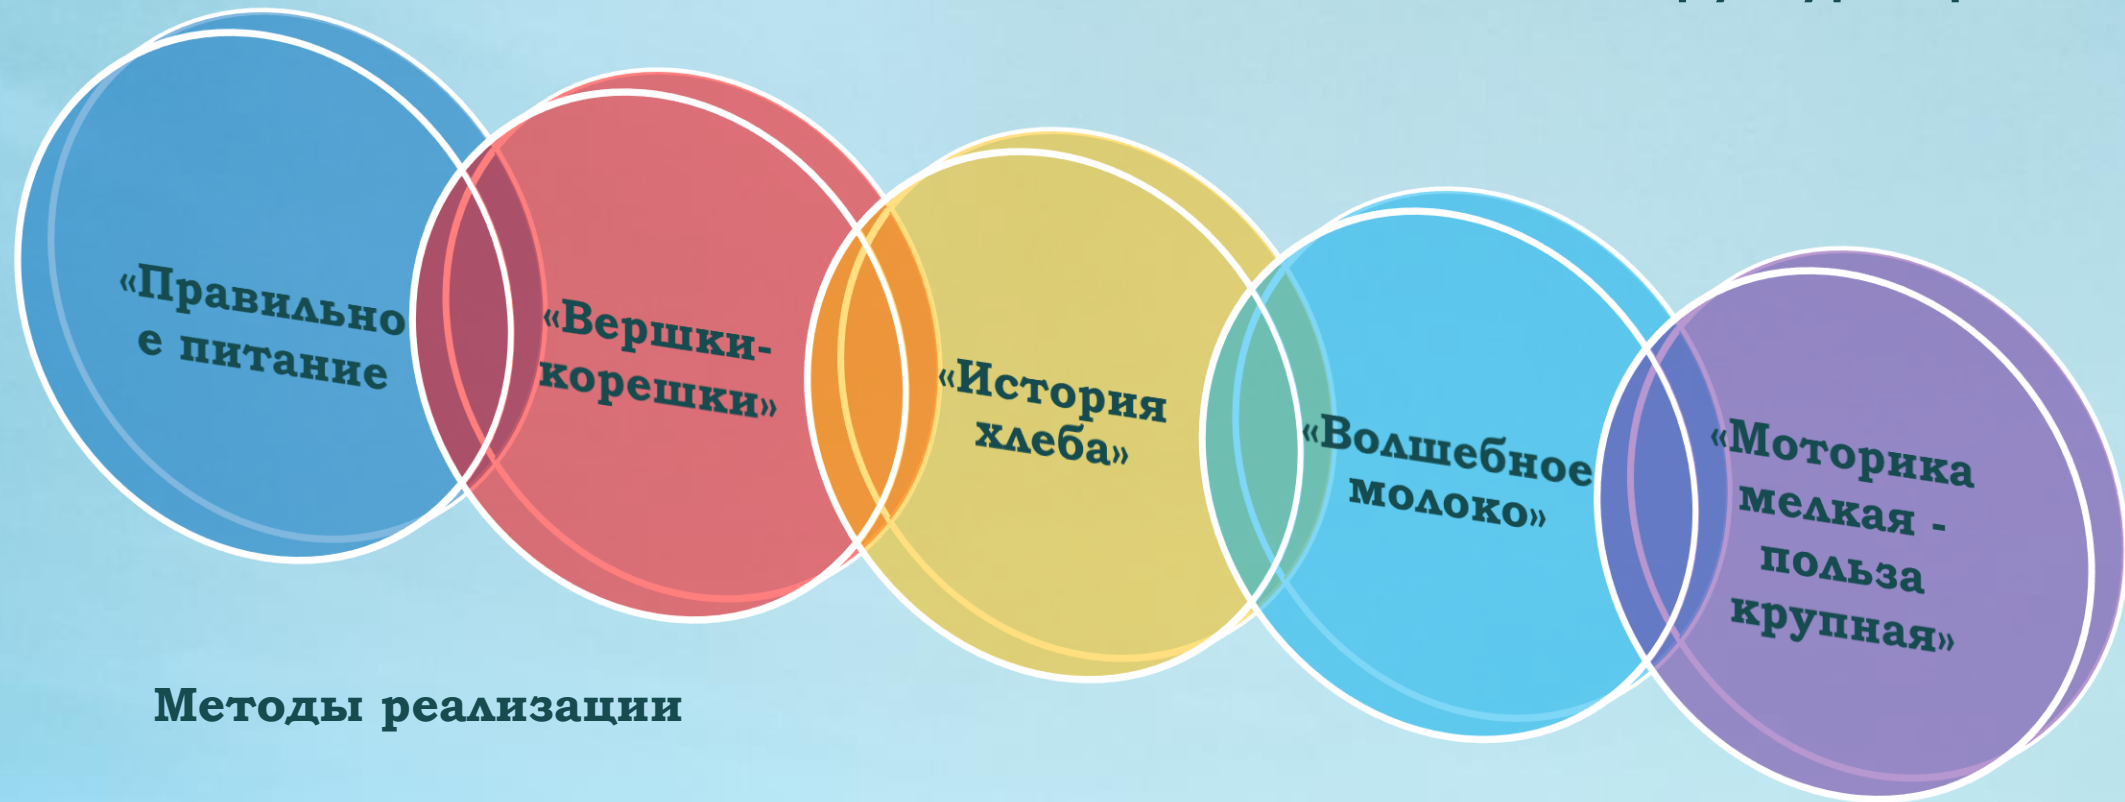 «Правильно
е питание
«Вершки-
корешки»
«История
хлеба»
«Волшебное
молоко»
«Моторика
мелкая -
польза
крупная»
Методы реализации